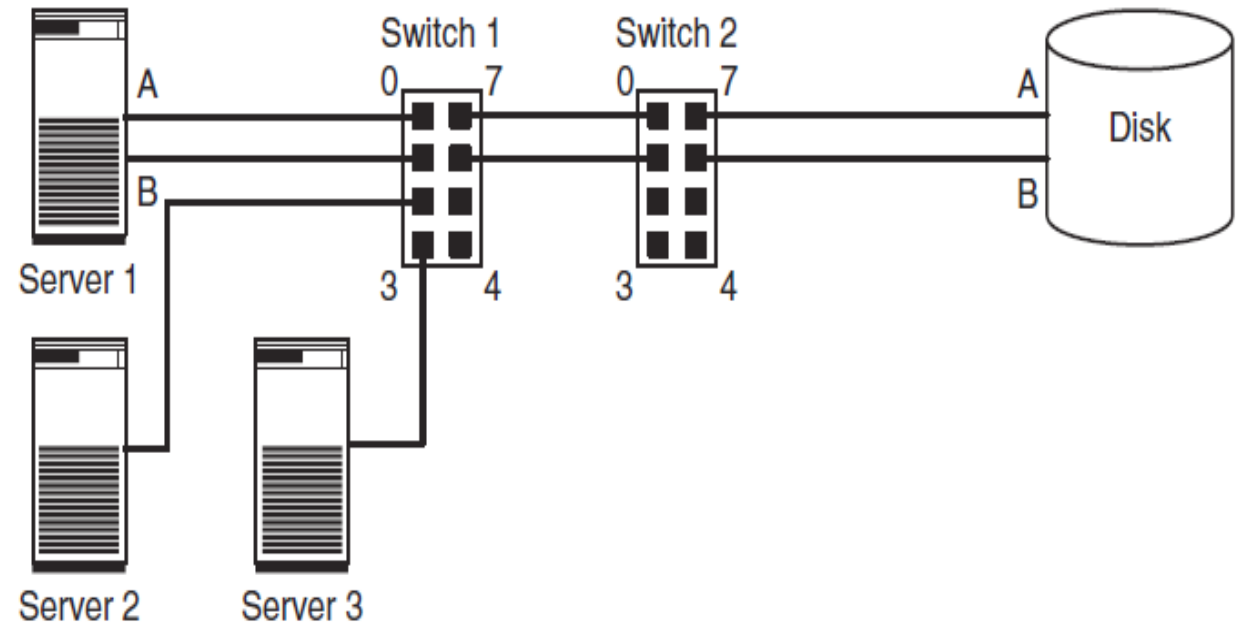 Switch 1 Switch 2
0 7 0 7
A A
Disk
B B
Server 1
3 4 3 4
Server 2 Server 3